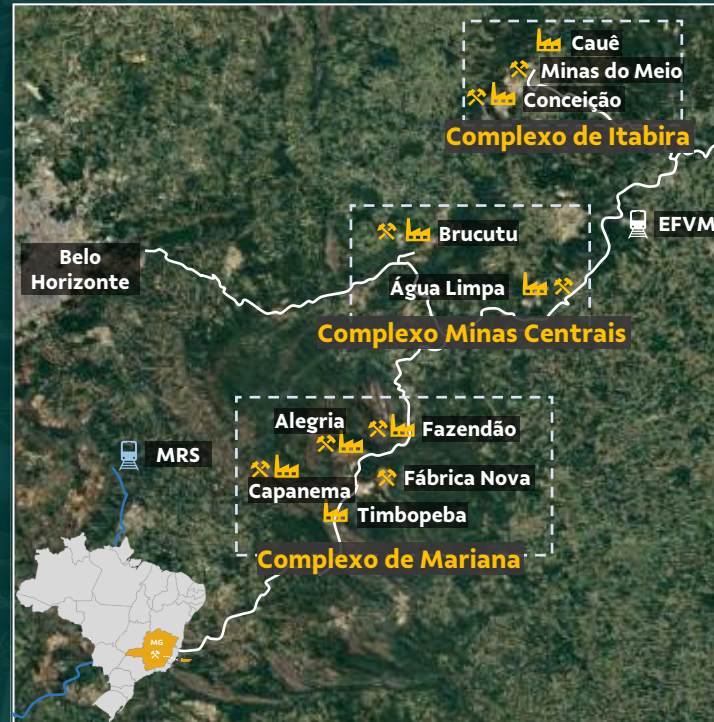 Cauê
Minas do Meio
Conceição
Complexo de Itabira
EFVM
Brucutu
Belo
Horizonte
Água Limpa
Complexo Minas Centrais
Alegria
Fazendão
MRS
Fábrica Nova
Capanema
Timbopeba
Complexo de Mariana
MG